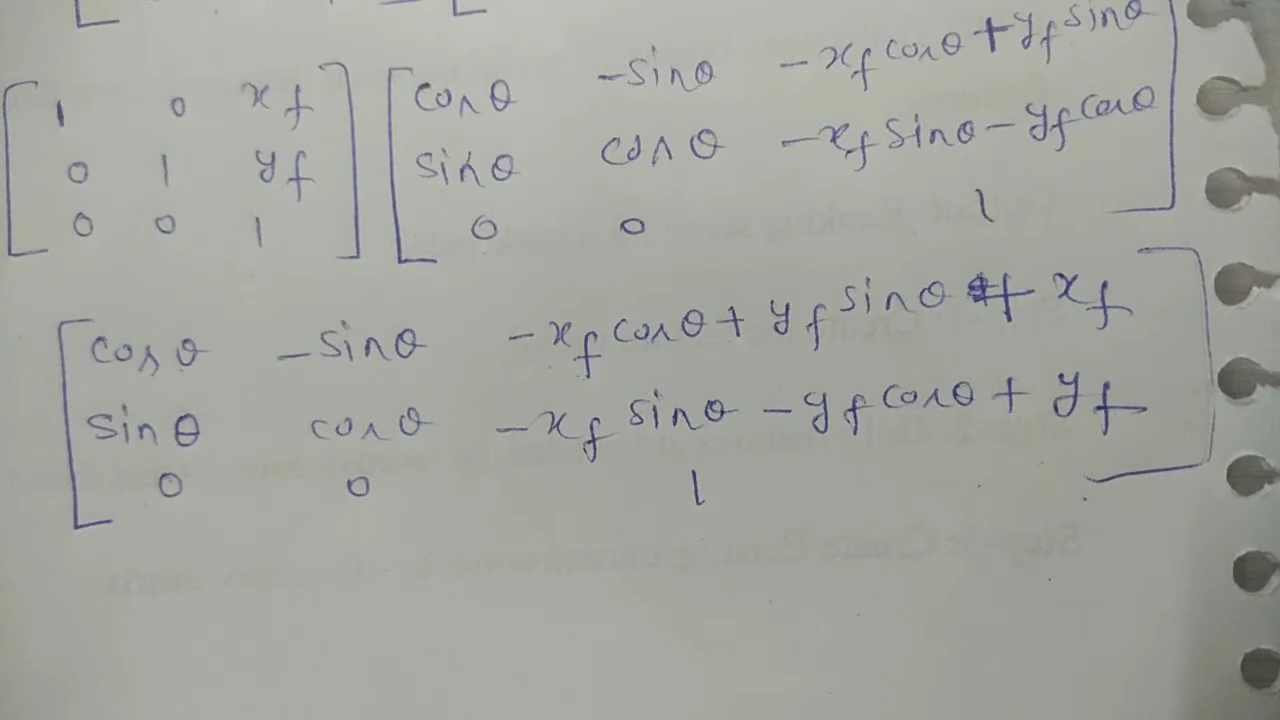 [1 0 x_f] [cosθ -sinθ -x_f cosθ + y_f sinθ]
[0 1 y_f] [sinθ cosθ -x_f sinθ - y_f cosθ]
[0 0 1] [0 0 1]
[cosθ -sinθ -x_f cosθ + y_f sinθ + x_f]
[sinθ cosθ -x_f sinθ - y_f cosθ + y_f]
[0 0 1]